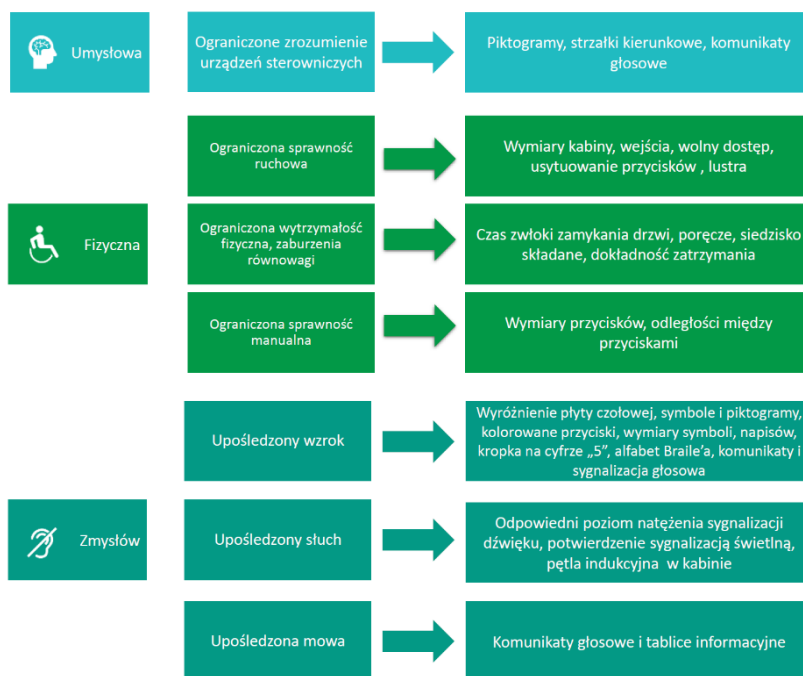 Umysłowa
Ograniczone zrozumienie
urządzeń sterowniczych
Piktogramy, strzałki kierunkowe, komunikaty
głosowe
Fizyczna
Ograniczona sprawność
ruchowa
Wymiary kabiny, wejścia, wolny dostęp,
usytuowanie przycisków , lustra
Ograniczona wytrzymałość
fizyczna, zaburzenia
równowagi
Czas zwłoki zamykania drzwi, poręcze, siedzisko
składane, dokładność zatrzymania
Ograniczona sprawność
manualna
Wymiary przycisków, odległości między
przyciskami
Zmysłów
Upośledzony wzrok
Wyróżnienie płyty czołowej, symbole i piktogramy,
kolorowane przyciski, wymiary symboli, napisów,
kropka na cyfrze „5”, alfabet Braile’a, komunikaty i
sygnalizacja głosowa
Upośledzony słuch
Odpowiedni poziom natężenia sygnalizacji
dźwięku, potwierdzenie sygnalizacją świetlną,
pętla indukcyjna w kabinie
Upośledzona mowa
Komunikaty głosowe i tablice informacyjne